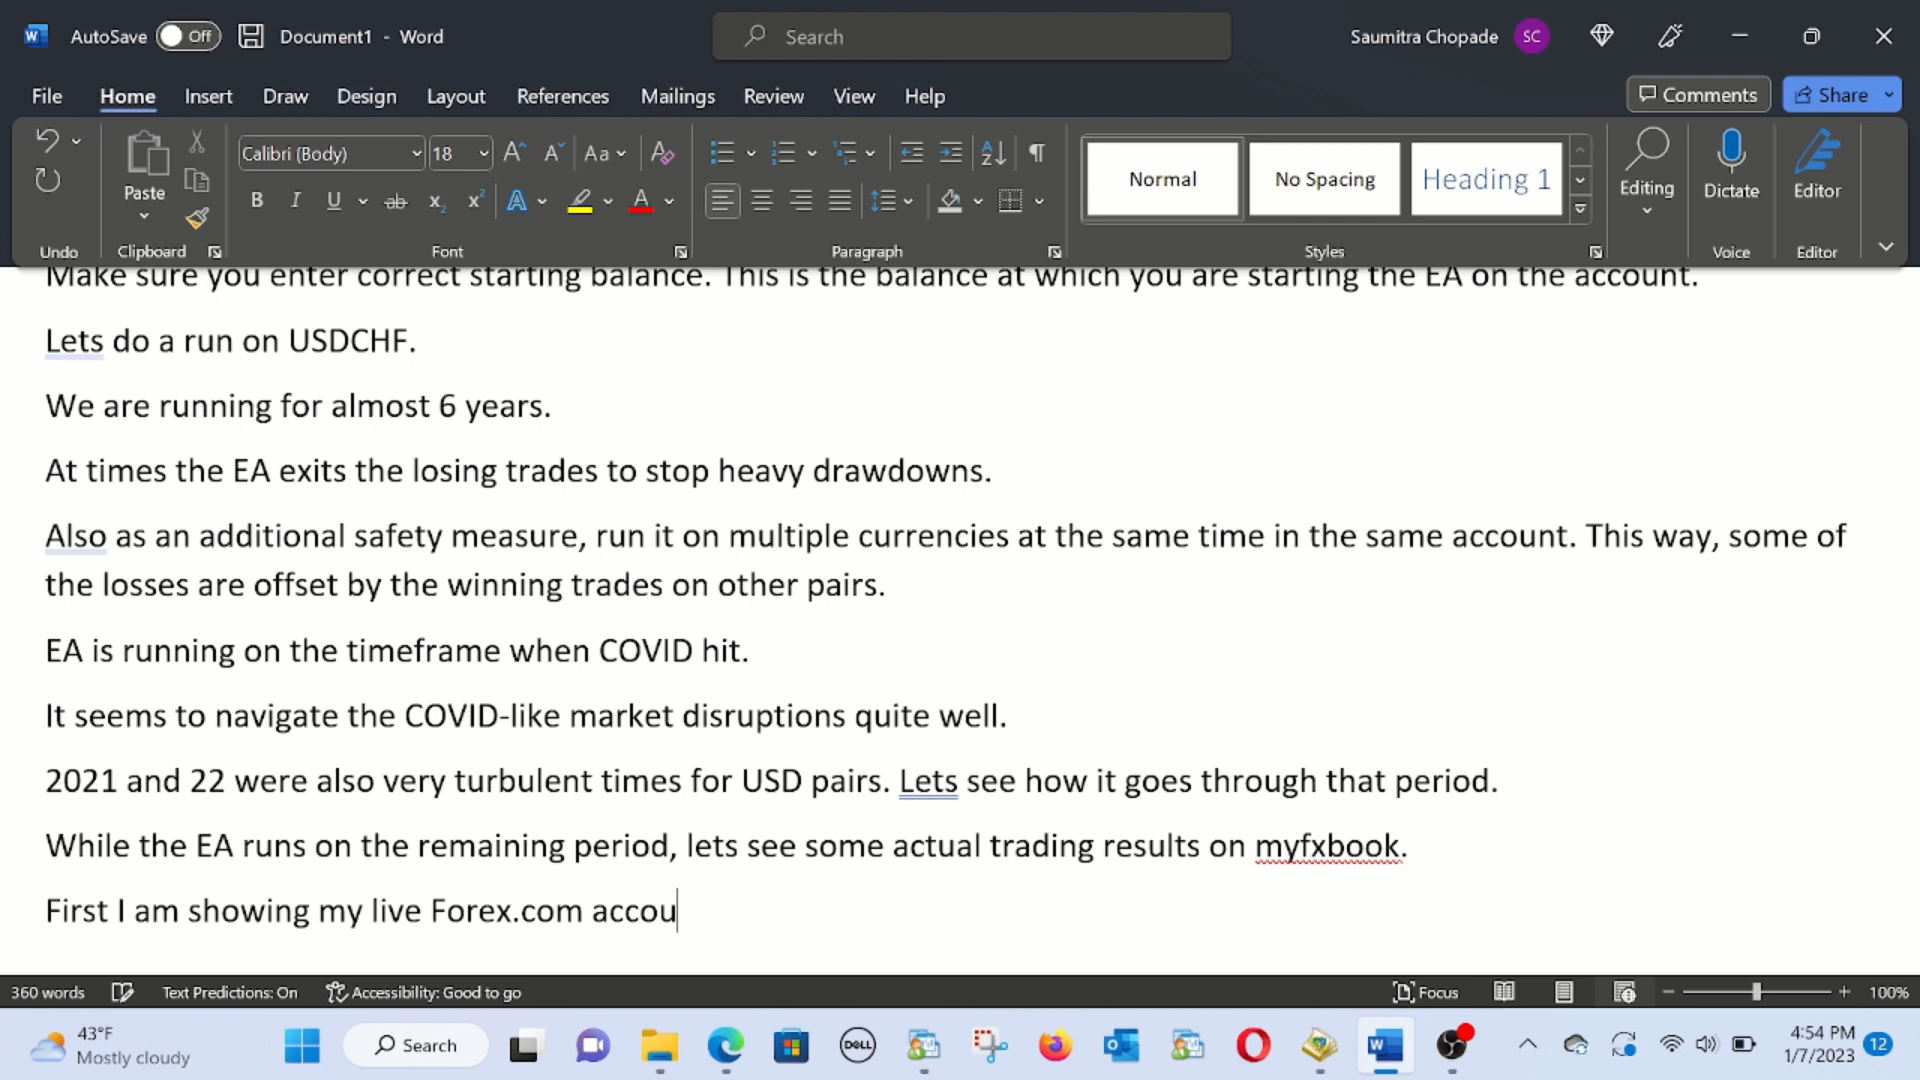 AutoSave Off Document1 - Word Search Saumitra Chopade SC
File Home Insert Draw Design Layout References Mailings Review View Help Comments Share
Calibri (Body) 18 Aa
Paste B I U ab x₂ x² A A Normal No Spacing Heading 1 Editing Dictate Editor
Undo Clipboard Font Paragraph Styles Voice Editor
Make sure you enter correct starting balance. This is the balance at which you are starting the EA on the account.
Lets do a run on USDCHF.
We are running for almost 6 years.
At times the EA exits the losing trades to stop heavy drawdowns.
Also as an additional safety measure, run it on multiple currencies at the same time in the same account. This way, some of
the losses are offset by the winning trades on other pairs.
EA is running on the timeframe when COVID hit.
It seems to navigate the COVID-like market disruptions quite well.
2021 and 22 were also very turbulent times for USD pairs. Lets see how it goes through that period.
While the EA runs on the remaining period, lets see some actual trading results on myfxbook.
First I am showing my live Forex.com accou
360 words Text Predictions: On Accessibility: Good to go Focus 100%
43°F
Mostly cloudy
Search
DELL
4:54 PM
1/7/2023
12